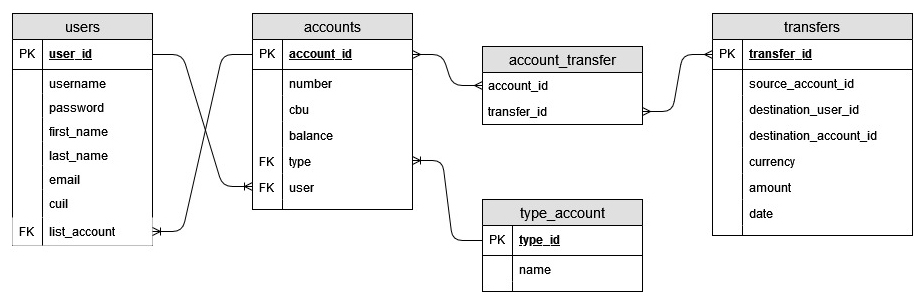 users
PK user_id
username
password
first_name
last_name
email
cuil
FK list_account
accounts
PK account_id
number
cbu
balance
FK type
FK user
account_transfer
account_id
transfer_id
type_account
PK type_id
name
transfers
PK transfer_id
source_account_id
destination_user_id
destination_account_id
currency
amount
date